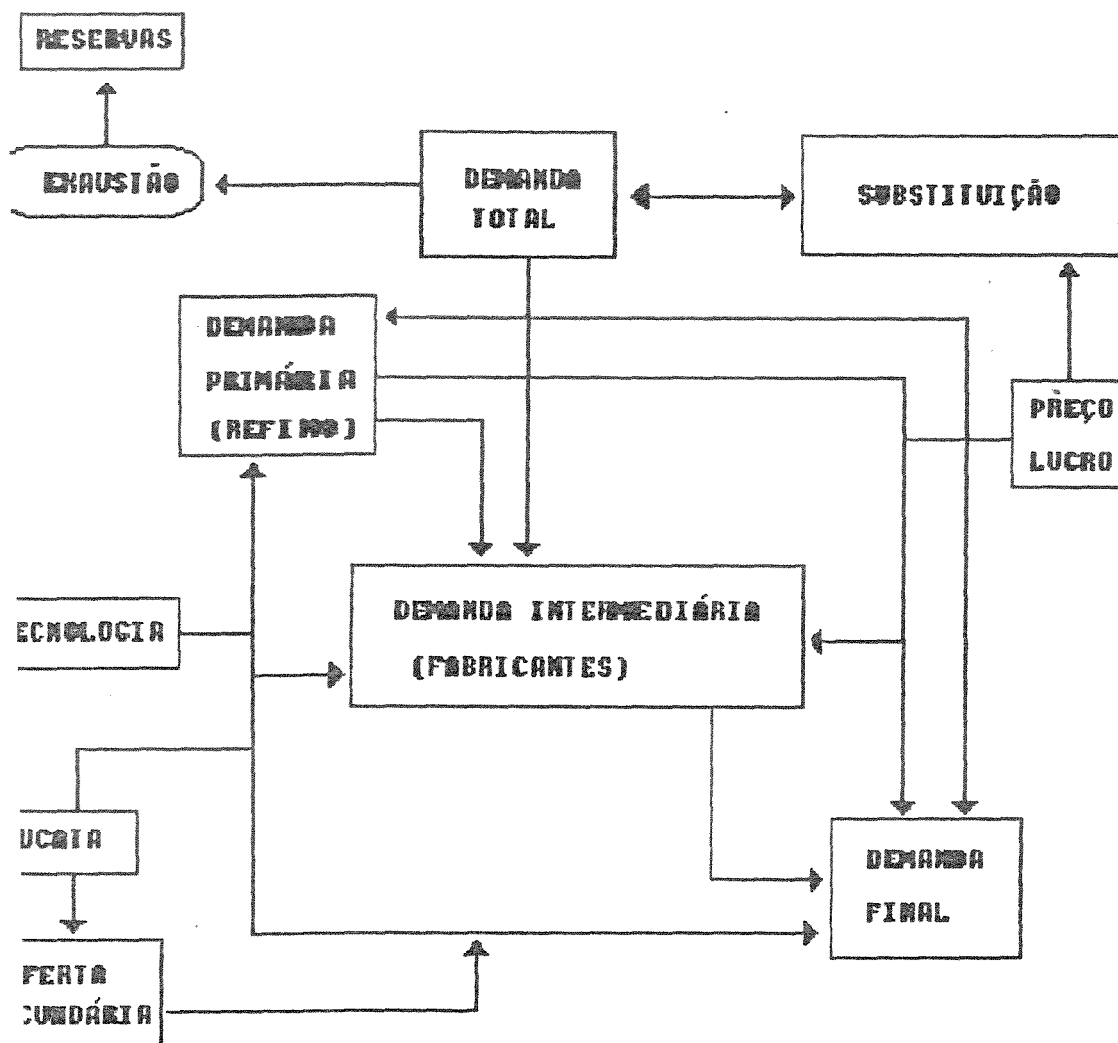 RESERVAS
EXAUSTÃO
DEMANDA
TOTAL
SUBSTITUIÇÃO
DEMANDA
PRIMÁRIA
(REFINO)
PREÇO
LUCRO
ECNOLOGIA
DEMANDA INTERMEDIÁRIA
(FABRICANTES)
UCATA
DEMANDA
FINAL
FERTA
CUNDÁRIA